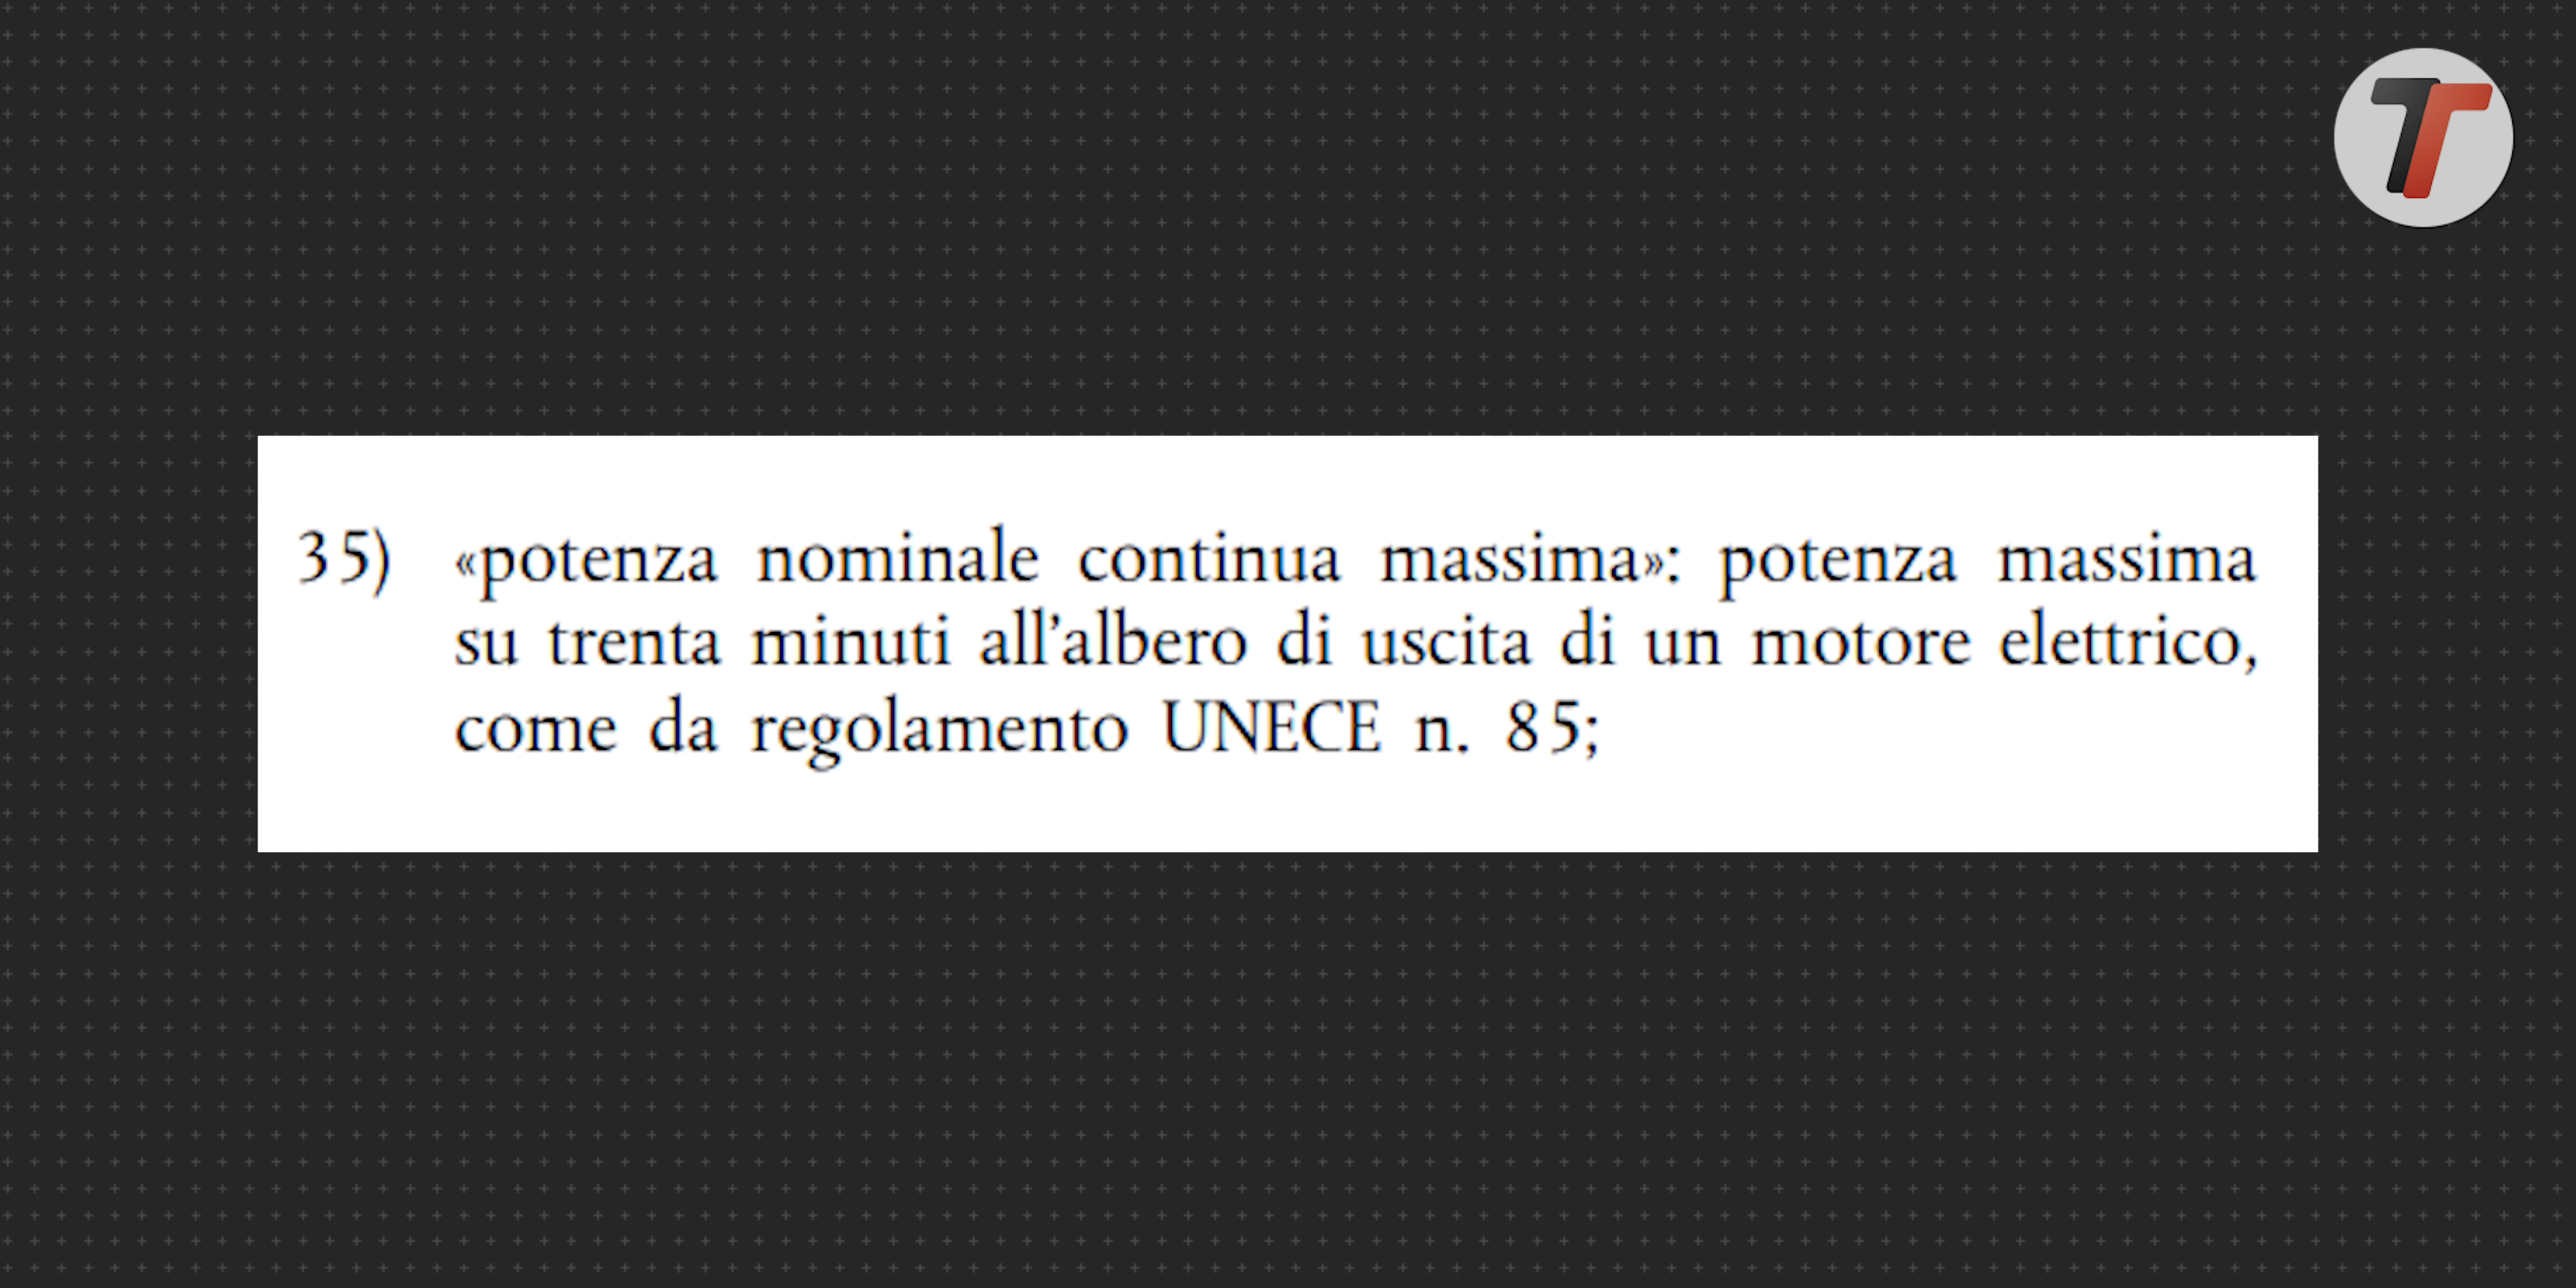 35) «potenza nominale continua massima»: potenza massima
su trenta minuti all’albero di uscita di un motore elettrico,
come da regolamento UNECE n. 85;